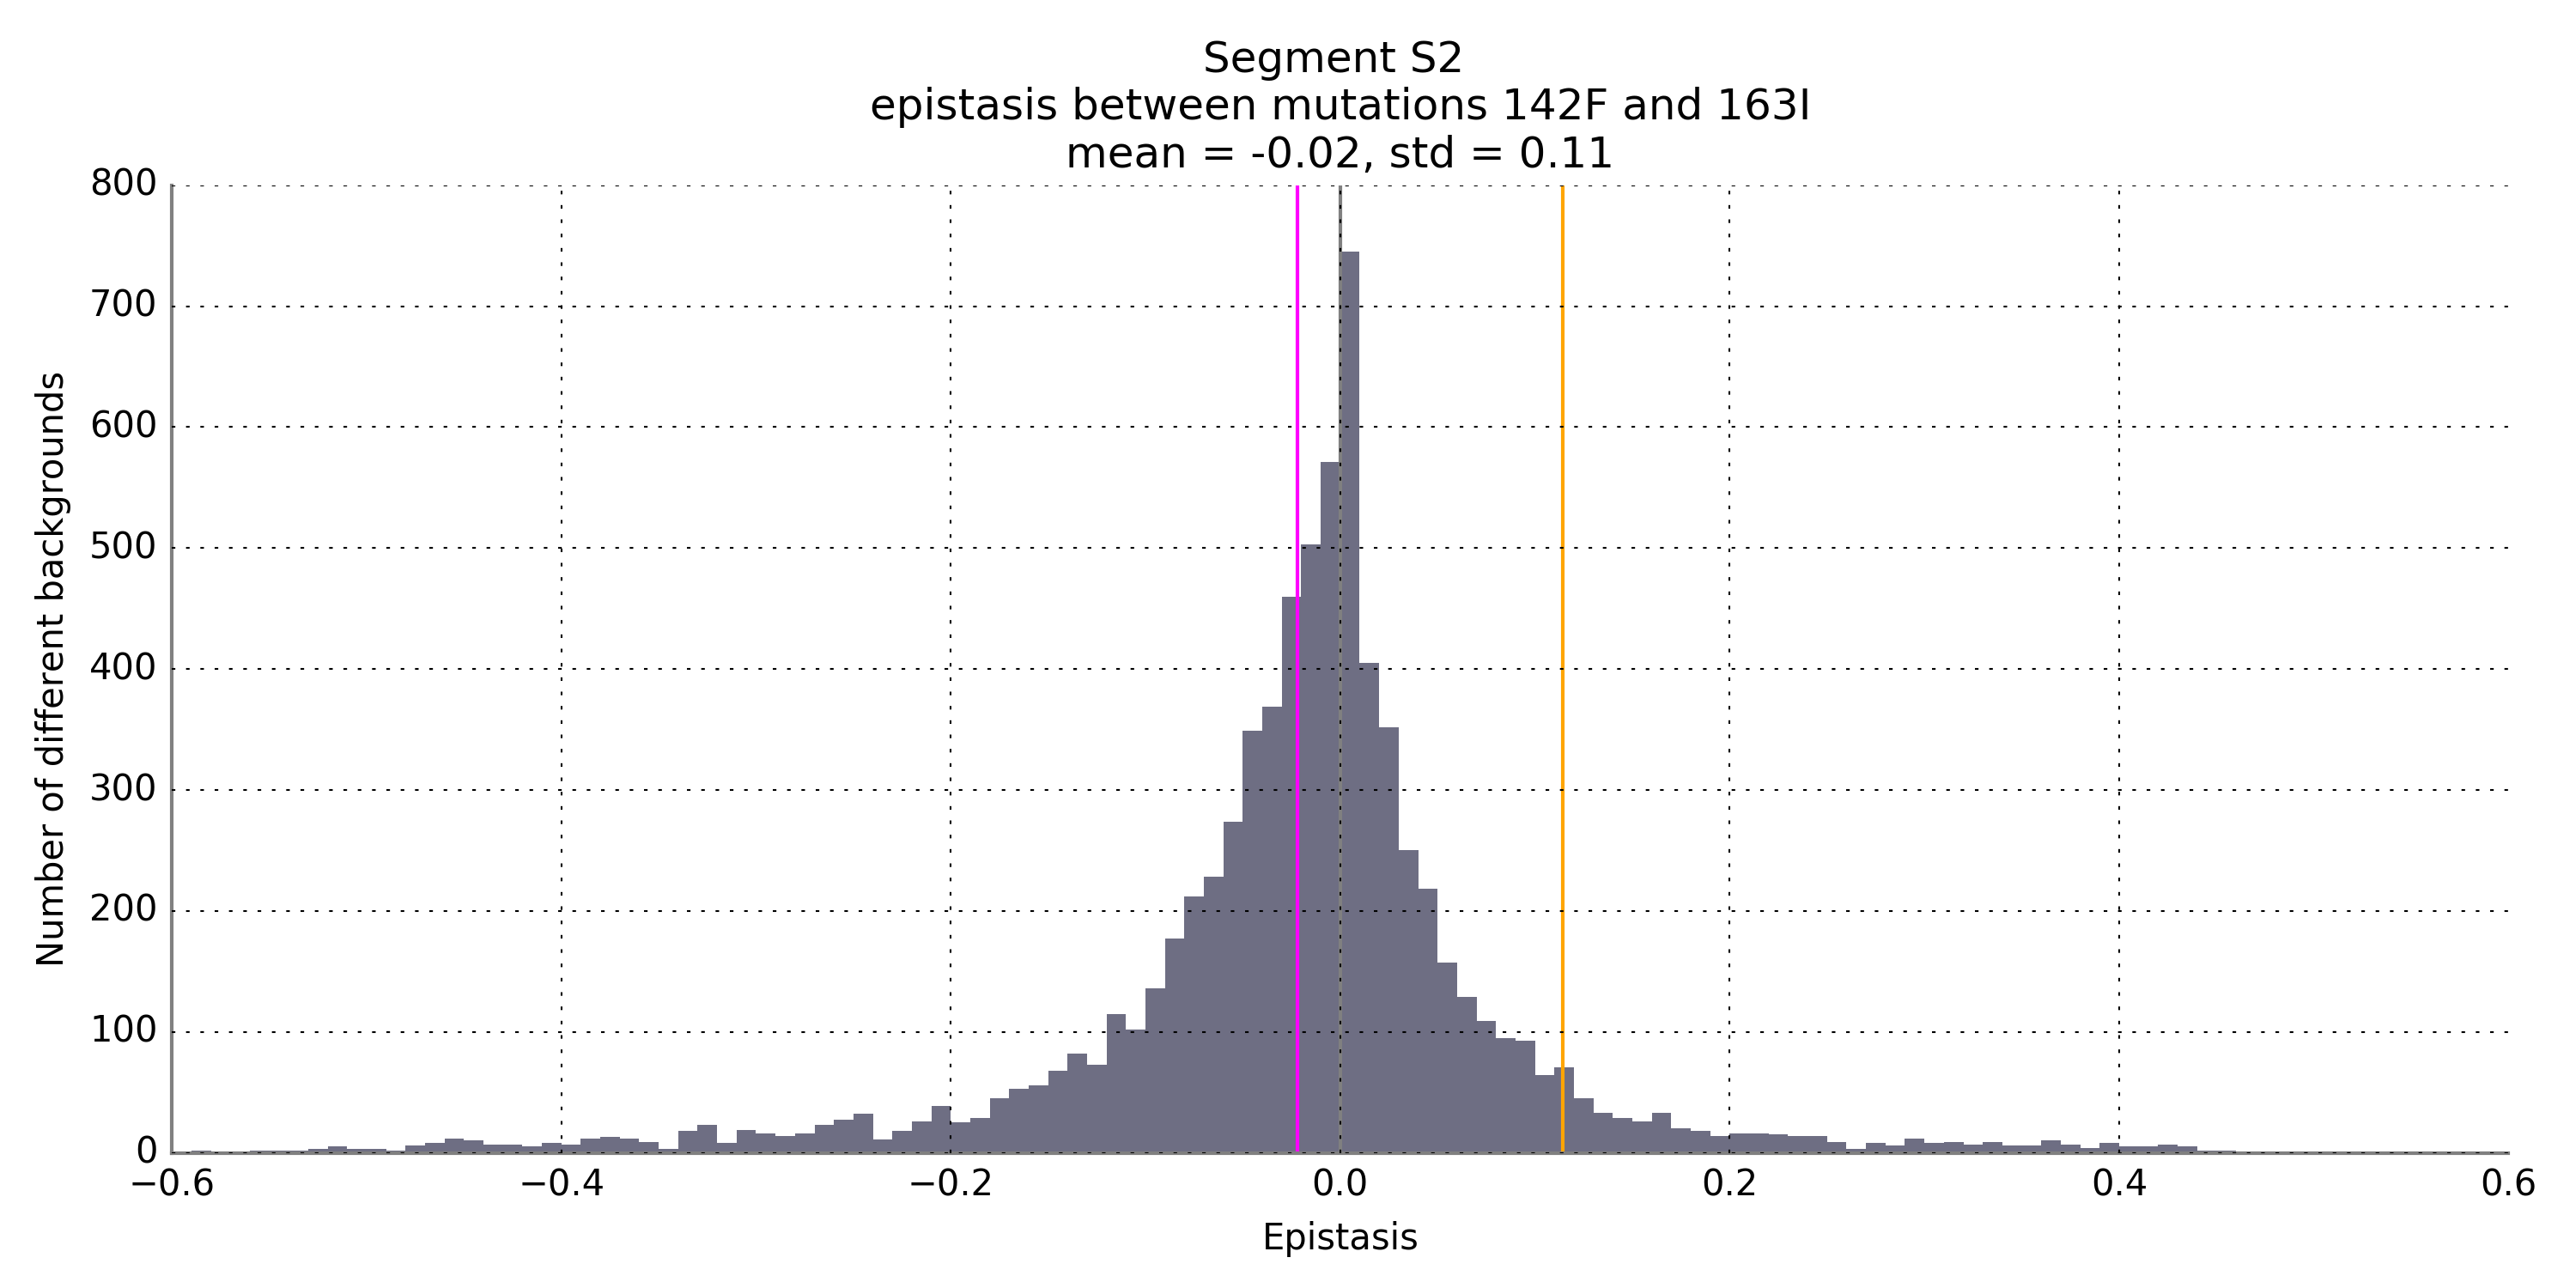 Segment S2
epistasis between mutations 142F and 163I
mean = -0.02, std = 0.11
800
700
600
500
400
300
200
100
0
Number of different backgrounds
−0.6 −0.4 −0.2 0.0 0.2 0.4 0.6
Epistasis